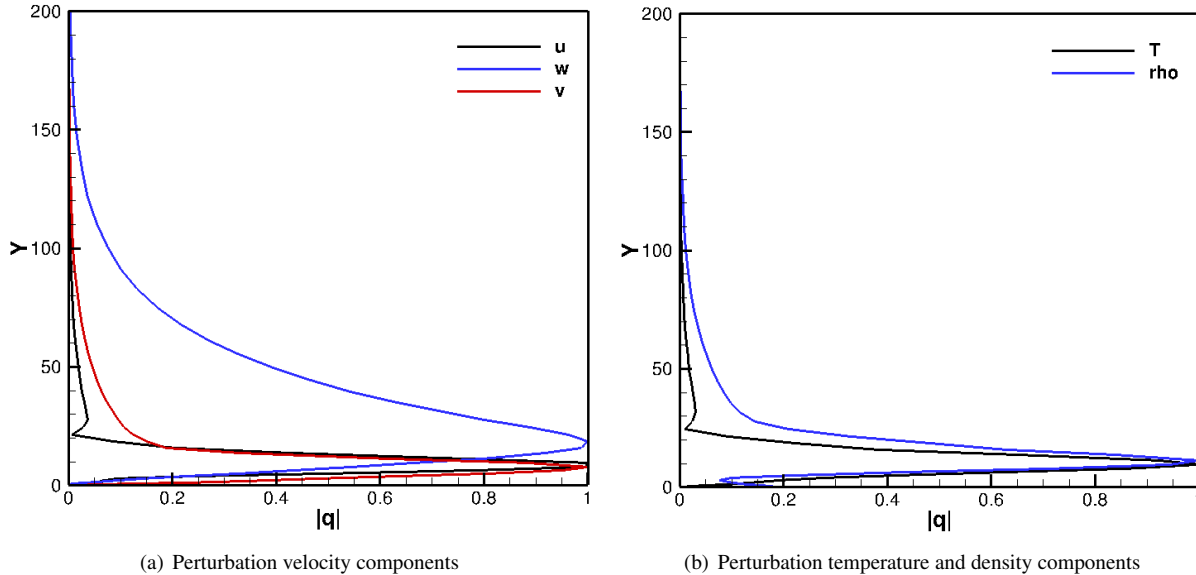 200
150
100
50
0
Y
u
w
v
0.2
0.4
0.6
0.8
1
|q|
(a) Perturbation velocity components
200
150
100
50
0
Y
T
rho
0
0.2
0.4
0.6
0.8
1
|q|
(b) Perturbation temperature and density components